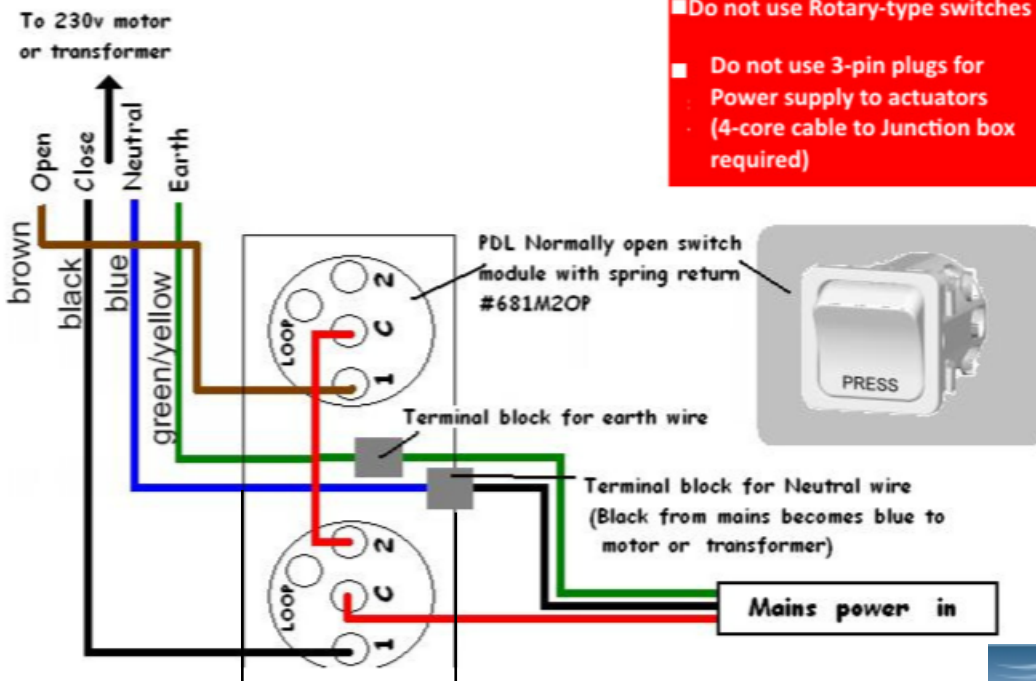 To 230v motor
or transformer
Do not use Rotary-type switches
Do not use 3-pin plugs for
Power supply to actuators
(4-core cable to Junction box
required)
Open
Close
Neutral
Earth
brown
black
blue
green/yellow
PDL Normally open switch
module with spring return
#681M2OP
PRESS
2
C
1
LOOP
Terminal block for earth wire
Terminal block for Neutral wire
(Black from mains becomes blue to
motor or transformer)
2
C
1
LOOP
Mains power in